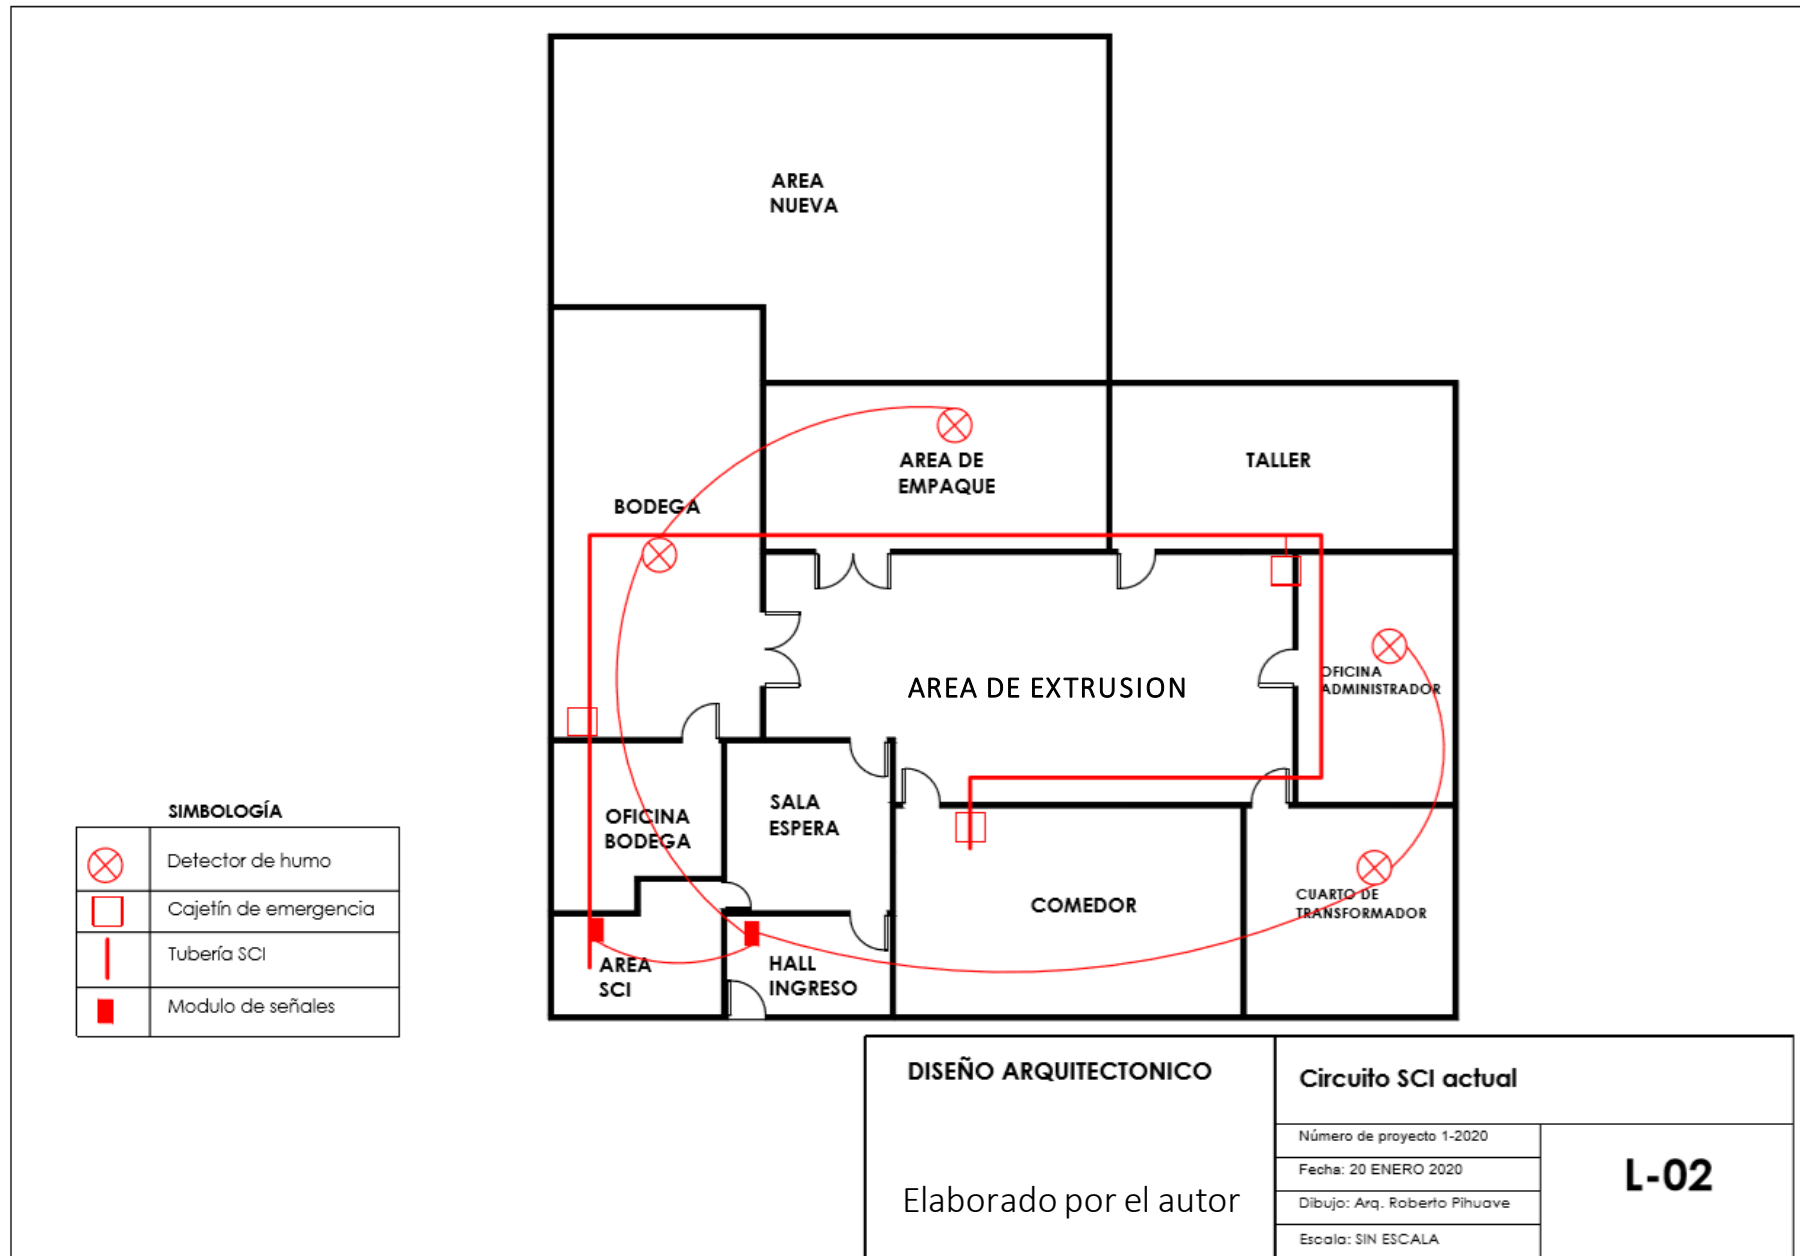 AREA
NUEVA
AREA DE
EMPAQUE
TALLER
BODEGA
AREA DE EXTRUSION
OFICINA
ADMINISTRADOR
OFICINA
BODEGA
SALA
ESPERA
COMEDOR
CUARTO DE
TRANSFORMADOR
AREA
SCI
HALL
INGRESO
SIMBOLOGÍA
Detector de humo
Cajetín de emergencia
Tubería SCI
Modulo de señales
DISEÑO ARQUITECTONICO
Elaborado por el autor
Circuito SCI actual
Número de proyecto 1-2020
Fecha: 20 ENERO 2020
Dibujo: Arq. Roberto Pihuave
Escala: SIN ESCALA
L-02